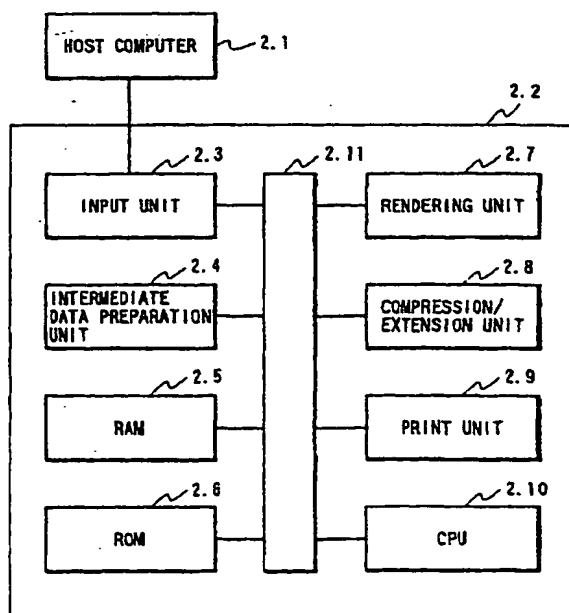 HOST COMPUTER
2.1
2.2
2.3
2.11
2.7
INPUT UNIT
RENDERING UNIT
2.4
2.8
INTERMEDIATE
DATA PREPARATION
UNIT
COMPRESSION/
EXTENSION UNIT
2.5
2.9
RAM
PRINT UNIT
2.6
2.10
ROM
CPU